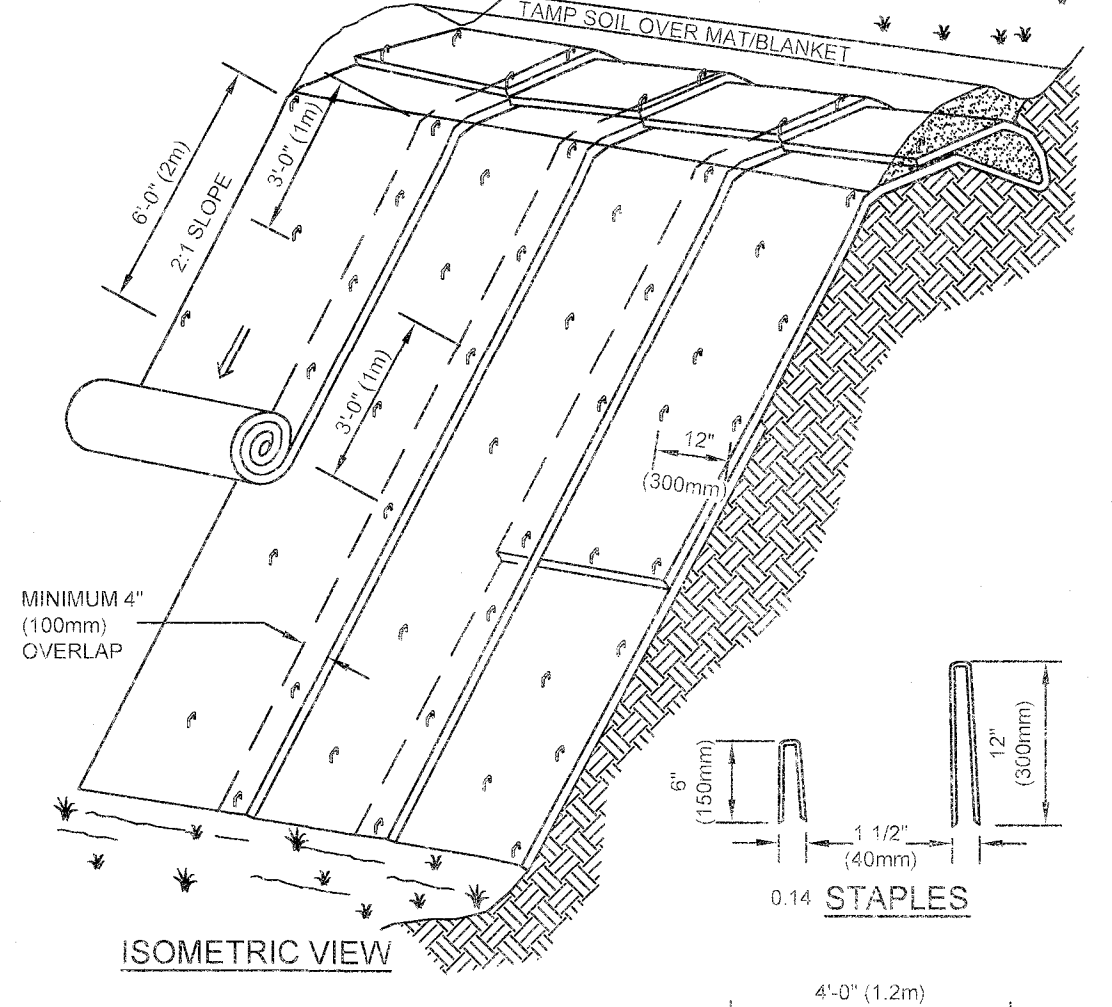 TAMP SOIL OVER MAT/BLANKET
6'-0" (2m)
2:1 SLOPE
3'-0" (1m)
3'-0" (1m)
12"
(300mm)
MINIMUM 4"
(100mm)
OVERLAP
6"
(150mm)
12"
(300mm)
1 1/2"
(40mm)
0.14 STAPLES
ISOMETRIC VIEW
4'-0" (1.2m)